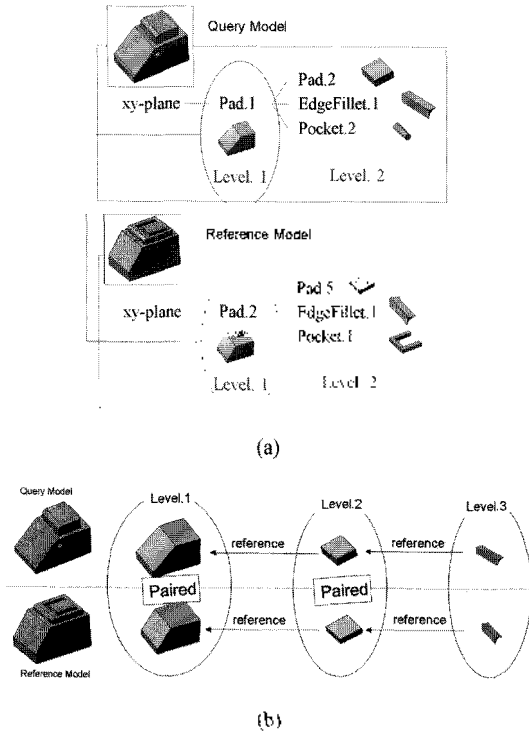 Query Model
Pad.2
xy-plane Pad.1 EdgeFillet.1
Pocket.2
Level. 1 Level. 2
Reference Model
Pad 5
xy-plane Pad.2 EdgeFillet.1
Pocket.1
Level. 1 Level 2
(a)
Query Model
Level.1 Level.2 Level.3
reference reference
Paired Paired
reference reference
Reference Model
(b)